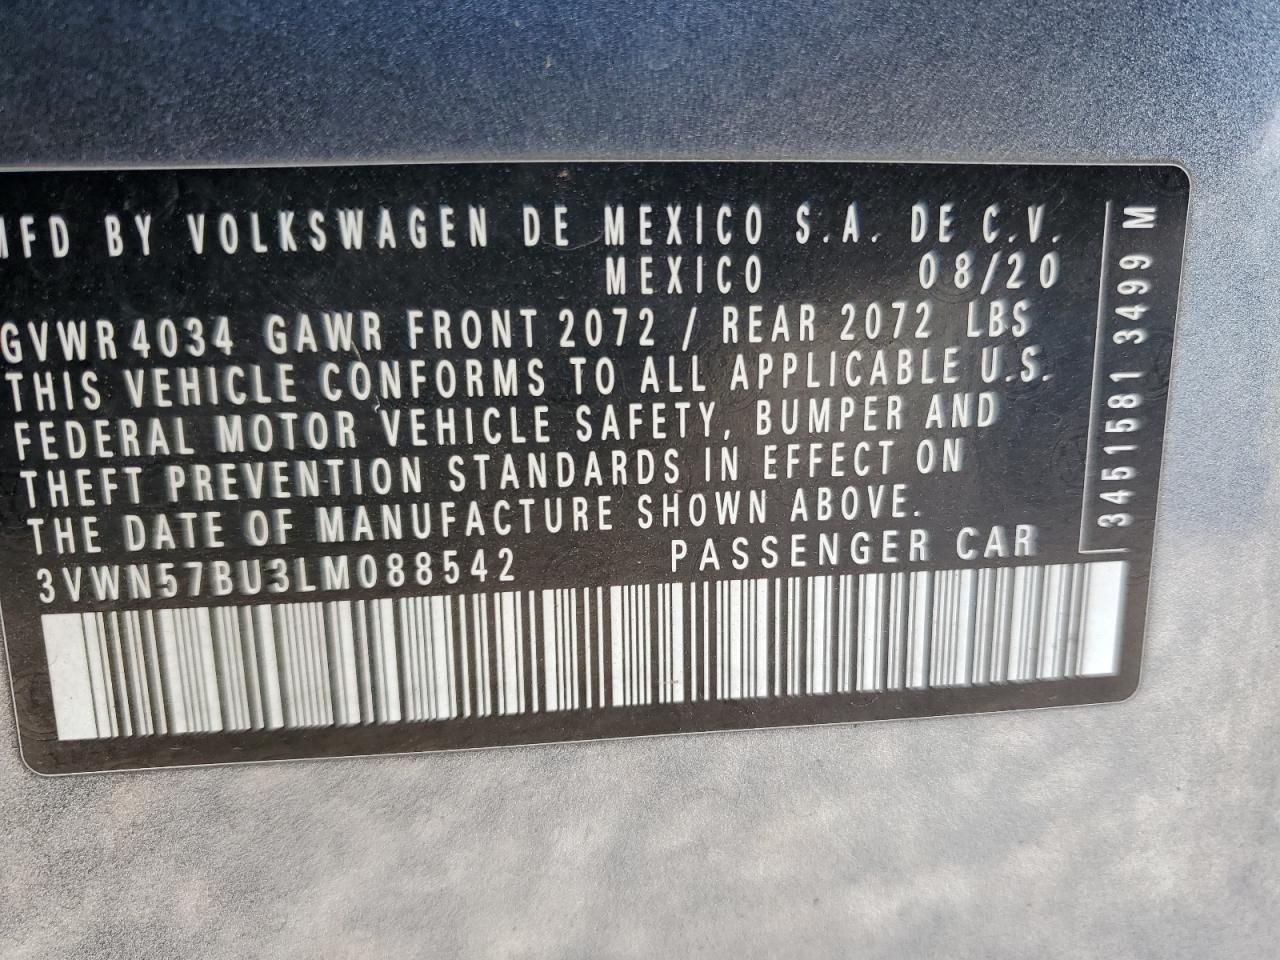 MFD BY VOLKSWAGEN DE MEXICO S.A. DE C.V.
MEXICO 08/20
GVWR 4034 GAWR FRONT 2072 / REAR 2072 LBS
THIS VEHICLE CONFORMS TO ALL APPLICABLE U.S.
FEDERAL MOTOR VEHICLE SAFETY, BUMPER AND
THEFT PREVENTION STANDARDS IN EFFECT ON
THE DATE OF MANUFACTURE SHOWN ABOVE.
3VWN57BU3LM088542 PASSENGER CAR
3451581 3499 M